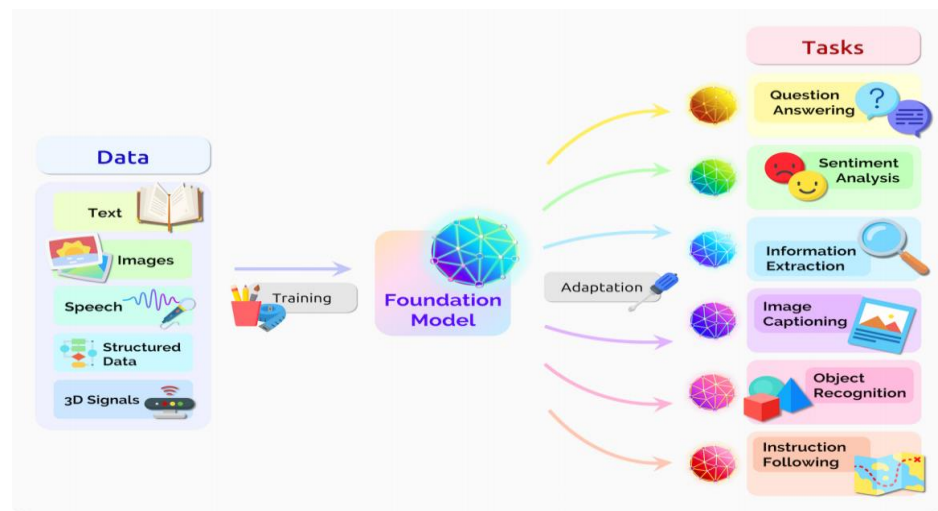 Data
Text
Images
Speech
Structured
Data
3D Signals
Training
Foundation
Model
Adaptation
Tasks
Question
Answering
?
Sentiment
Analysis
Information
Extraction
Image
Captioning
Object
Recognition
Instruction
Following